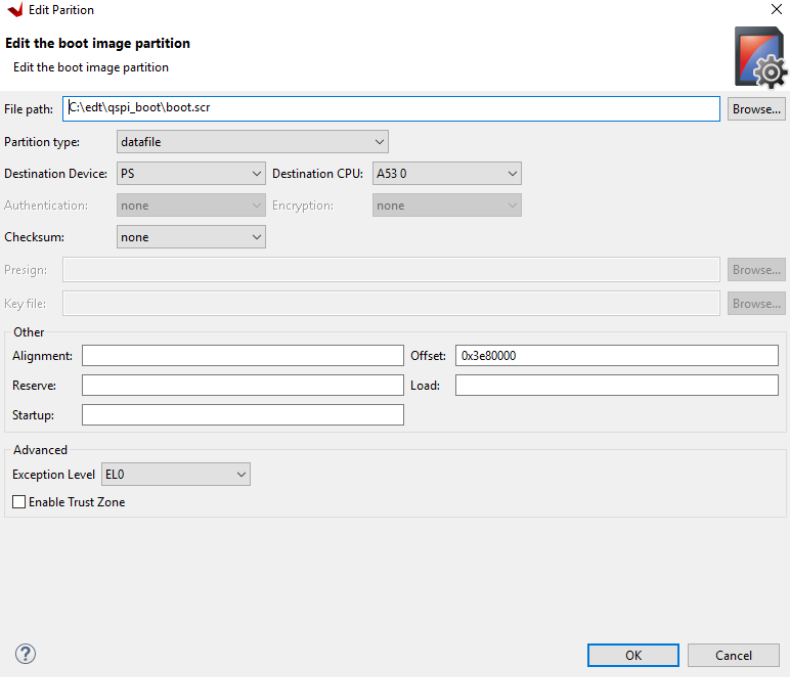 Edit Parition
Edit the boot image partition
Edit the boot image partition
File path: C:\edt\qspi_boot\boot.scr Browse...
Partition type: datafile
Destination Device: PS Destination CPU: A53 0
Authentication: none Encryption: none
Checksum: none
Presign: Browse...
Key file: Browse...
Other
Alignment: Offset: 0x3e80000
Reserve: Load:
Startup:
Advanced
Exception Level EL0
Enable Trust Zone
? OK Cancel